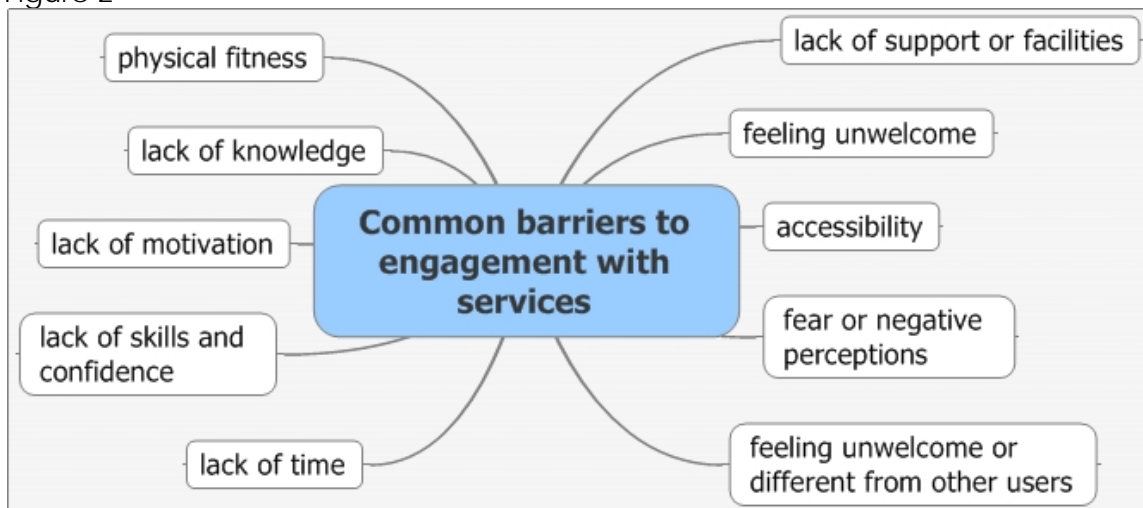 Figure 2
physical fitness
lack of knowledge
lack of motivation
lack of skills and
confidence
lack of time
Common barriers to
engagement with
services
lack of support or facilities
feeling unwelcome
accessibility
fear or negative
perceptions
feeling unwelcome or
different from other users